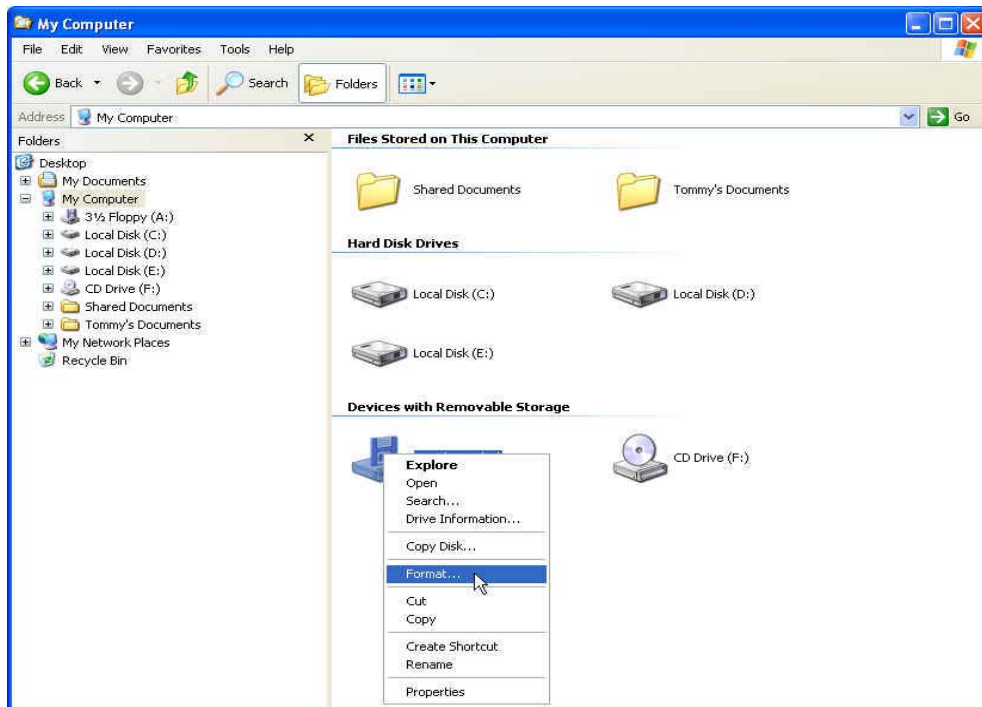 My Computer
File Edit View Favorites Tools Help
Back Search Folders
Address My Computer Go
Folders
Desktop
My Documents
My Computer
3½ Floppy (A:)
Local Disk (C:)
Local Disk (D:)
Local Disk (E:)
CD Drive (F:)
Shared Documents
Tommy's Documents
My Network Places
Recycle Bin
Files Stored on This Computer
Shared Documents Tommy's Documents
Hard Disk Drives
Local Disk (C:) Local Disk (D:)
Local Disk (E:)
Devices with Removable Storage
CD Drive (F:)
Explore
Open
Search...
Drive Information...
Copy Disk...
Format...
Cut
Copy
Create Shortcut
Rename
Properties